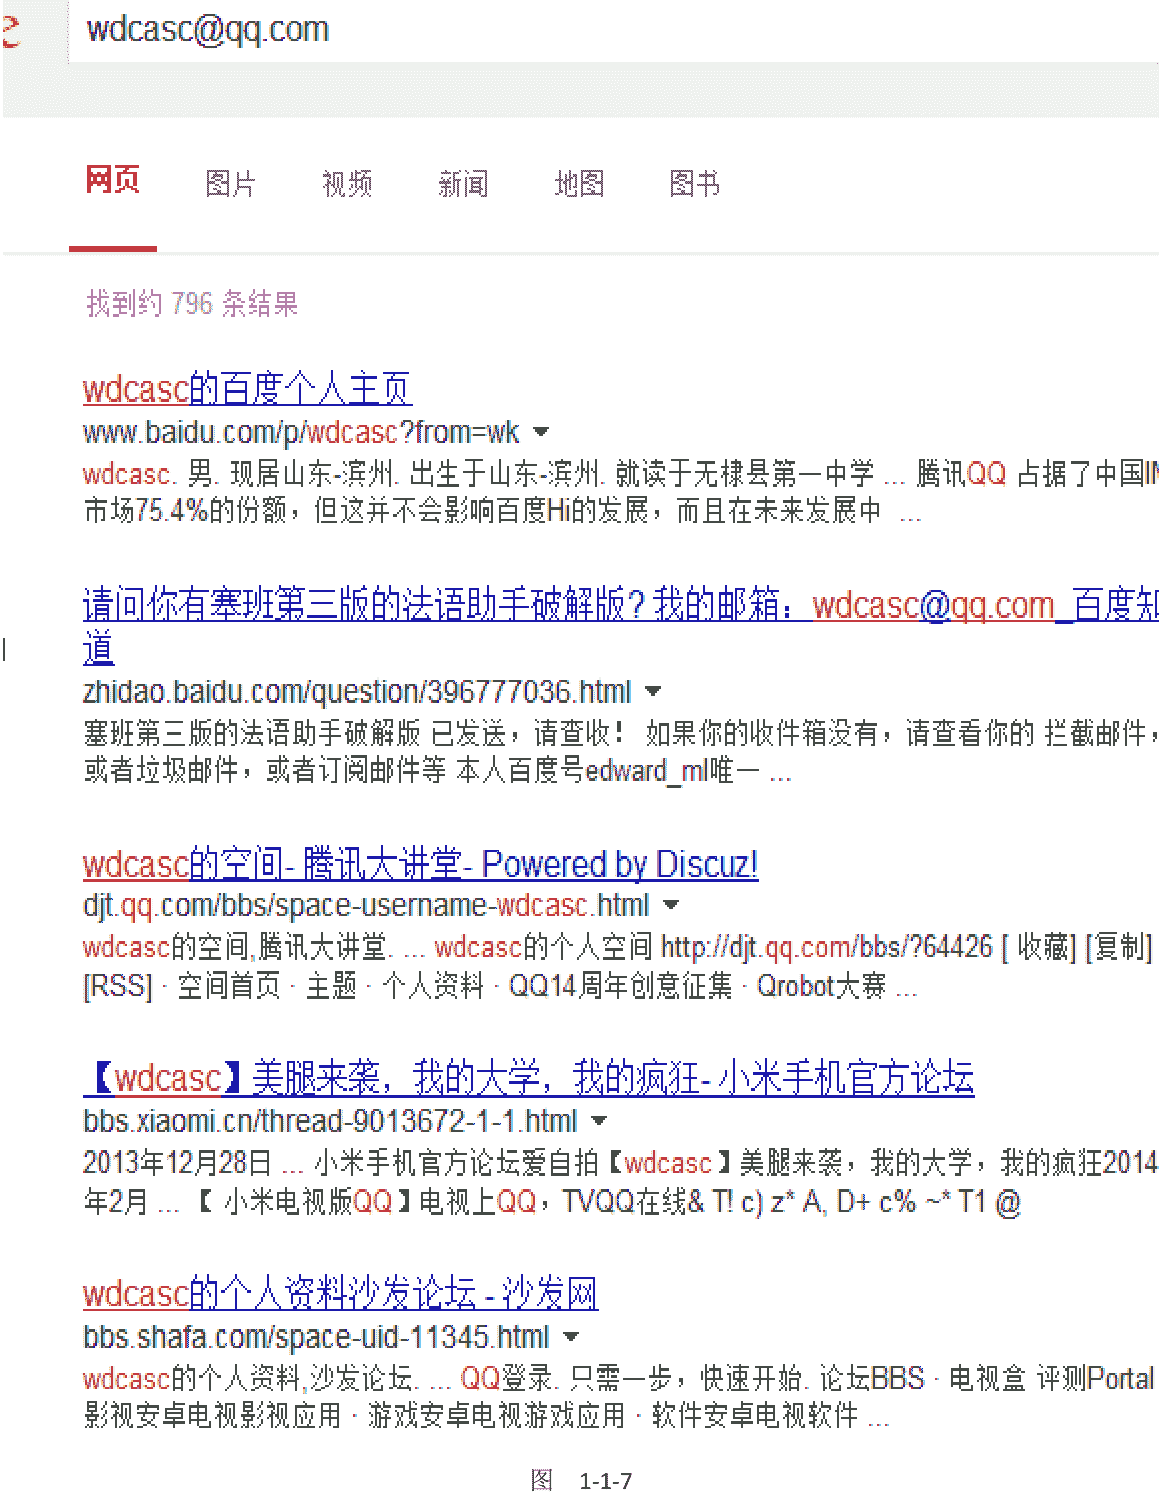 wdcasc@qq.com
网页 图片 视频 新闻 地图 图书
找到约 796 条结果
wdcasc的百度个人主页
www.baidu.com/p/wdcasc?from=wk
wdcasc. 男. 现居山东-滨州. 出生于山东-滨州. 就读于无棣县第一中学 ... 腾讯QQ 占据了中国IM
市场75.4%的份额，但这并不会影响百度Hi的发展，而且在未来发展中 ...
请问你有塞班第三版的法语助手破解版? 我的邮箱：wdcasc@qq.com_百度知
道
zhidao.baidu.com/question/396777036.html
塞班第三版的法语助手破解版 已发送，请查收！ 如果你的收件箱没有，请查看你的 拦截邮件，
或者垃圾邮件，或者订阅邮件等 本人百度号edward_ml唯一 ...
wdcasc的空间- 腾讯大讲堂- Powered by Discuz!
djt.qq.com/bbs/space-username-wdcasc.html
wdcasc的空间,腾讯大讲堂. ... wdcasc的个人空间 http://djt.qq.com/bbs/?64426 [ 收藏] [复制]
[RSS] · 空间首页 · 主题 · 个人资料 · QQ14周年创意征集 · Qrobot大赛 ...
【wdcasc】美腿来袭，我的大学，我的疯狂- 小米手机官方论坛
bbs.xiaomi.cn/thread-9013672-1-1.html
2013年12月28日 ... 小米手机官方论坛爱自拍【wdcasc】美腿来袭，我的大学，我的疯狂2014
年2月 ... 【 小米电视版QQ】电视上QQ，TVQQ在线& T! c) z* A, D+ c% ~* T1 @
wdcasc的个人资料沙发论坛 - 沙发网
bbs.shafa.com/space-uid-11345.html
wdcasc的个人资料,沙发论坛. ... QQ登录. 只需一步，快速开始. 论坛BBS · 电视盒 评测Portal
影视安卓电视影视应用 · 游戏安卓电视游戏应用 · 软件安卓电视软件 ...
图 1-1-7